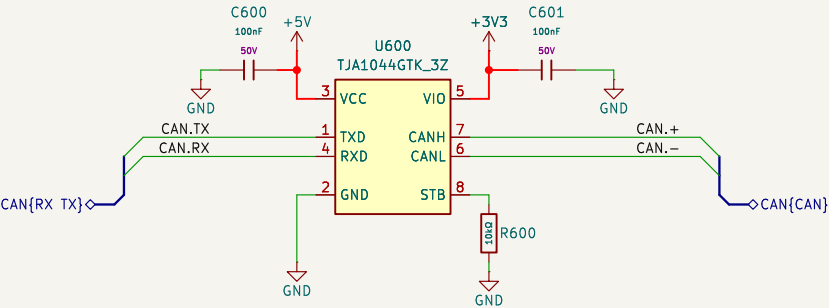 C600
100nF
50V
+5V
GND
U600
TJA1044GTK_3Z
+3V3
C601
100nF
50V
GND
3 VCC
VIO 5
CAN.TX
1 TXD
CANH 7
CAN.+
CAN.RX
4 RXD
CANL 6
CAN.-
2 GND
STB 8
CAN{RX TX}
CAN{CAN}
10kΩ
R600
GND
GND